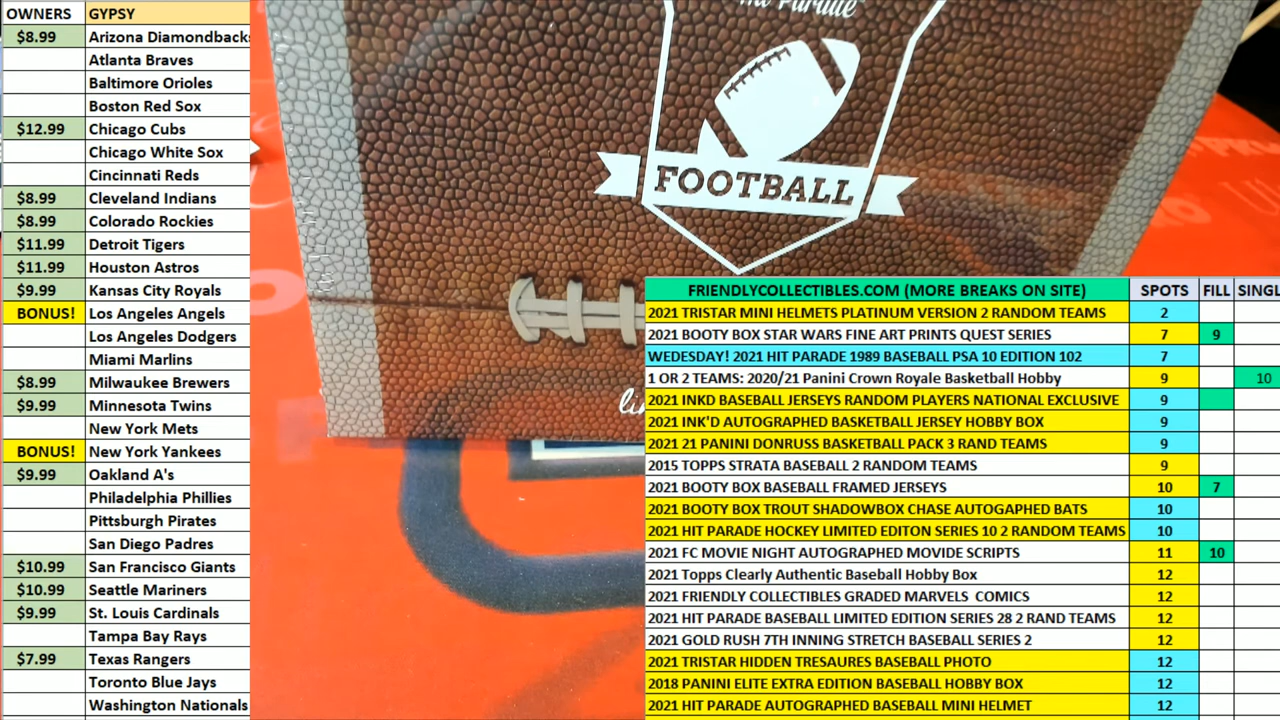 OWNERS GYPSY
$8.99 Arizona Diamondbacks
Atlanta Braves
Baltimore Orioles
Boston Red Sox
$12.99 Chicago Cubs
Chicago White Sox
Cincinnati Reds
$8.99 Cleveland Indians
$8.99 Colorado Rockies
$11.99 Detroit Tigers
$11.99 Houston Astros
$9.99 Kansas City Royals
BONUS! Los Angeles Angels
Los Angeles Dodgers
Miami Marlins
$8.99 Milwaukee Brewers
$9.99 Minnesota Twins
New York Mets
BONUS! New York Yankees
$9.99 Oakland A's
Philadelphia Phillies
Pittsburgh Pirates
San Diego Padres
$10.99 San Francisco Giants
$10.99 Seattle Mariners
$9.99 St. Louis Cardinals
Tampa Bay Rays
$7.99 Texas Rangers
Toronto Blue Jays
Washington Nationals
Parade"
FOOTBALL
FRIENDLYCOLLECTIBLES.COM (MORE BREAKS ON SITE) SPOTS FILL SINGL
2021 TRISTAR MINI HELMETS PLATINUM VERSION 2 RANDOM TEAMS 2
2021 BOOTY BOX STAR WARS FINE ART PRINTS QUEST SERIES 7 9
WEDESDAY! 2021 HIT PARADE 1989 BASEBALL PSA 10 EDITION 102 7
1 OR 2 TEAMS: 2020/21 Panini Crown Royale Basketball Hobby 9 10
2021 INKD BASEBALL JERSEYS RANDOM PLAYERS NATIONAL EXCLUSIVE 9
2021 INK'D AUTOGRAPHED BASKETBALL JERSEY HOBBY BOX 9
2021 21 PANINI DONRUSS BASKETBALL PACK 3 RAND TEAMS 9
2015 TOPPS STRATA BASEBALL 2 RANDOM TEAMS 9
2021 BOOTY BOX BASEBALL FRAMED JERSEYS 10 7
2021 BOOTY BOX TROUT SHADOWBOX CHASE AUTOGAPHED BATS 10
2021 HIT PARADE HOCKEY LIMITED EDITON SERIES 10 2 RANDOM TEAMS 10
2021 FC MOVIE NIGHT AUTOGRAPHED MOVIDE SCRIPTS 11 10
2021 Topps Clearly Authentic Baseball Hobby Box 12
2021 FRIENDLY COLLECTIBLES GRADED MARVELS COMICS 12
2021 HIT PARADE BASEBALL LIMITED EDITION SERIES 28 2 RAND TEAMS 12
2021 GOLD RUSH 7TH INNING STRETCH BASEBALL SERIES 2 12
2021 TRISTAR HIDDEN TRESAURES BASEBALL PHOTO 12
2018 PANINI ELITE EXTRA EDITION BASEBALL HOBBY BOX 12
2021 HIT PARADE AUTOGRAPHED BASEBALL MINI HELMET 12